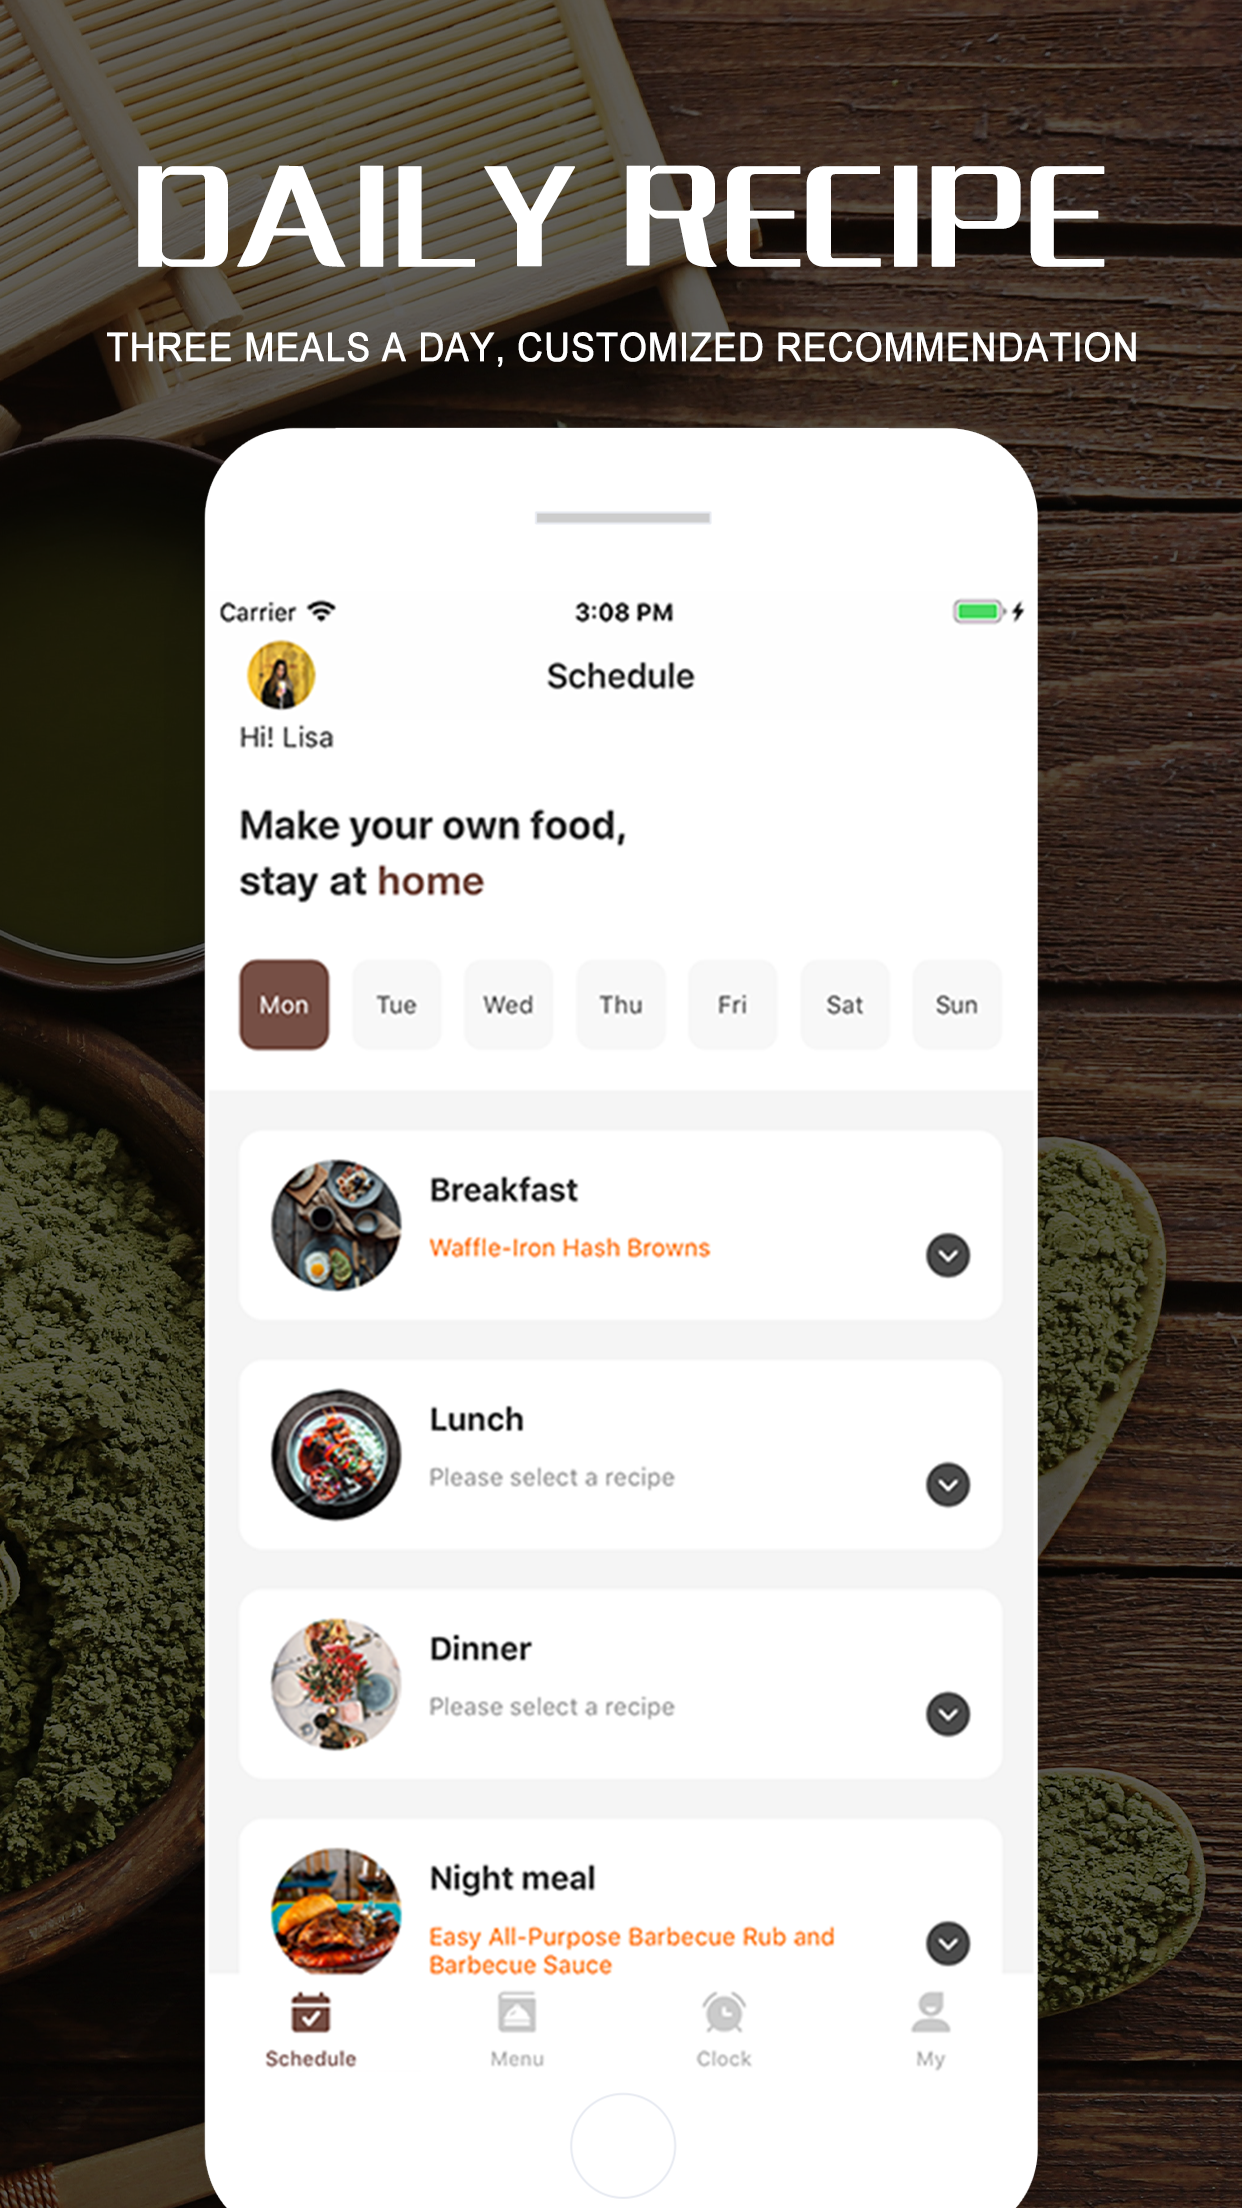 DAILY RECIPE
THREE MEALS A DAY, CUSTOMIZED RECOMMENDATION
Carrier 3:08 PM
Schedule
Hi! Lisa
Make your own food,
stay at home
Mon Tue Wed Thu Fri Sat Sun
Breakfast
Waffle-Iron Hash Browns
Lunch
Please select a recipe
Dinner
Please select a recipe
Night meal
Easy All-Purpose Barbecue Rub and
Barbecue Sauce
Schedule Menu Clock My